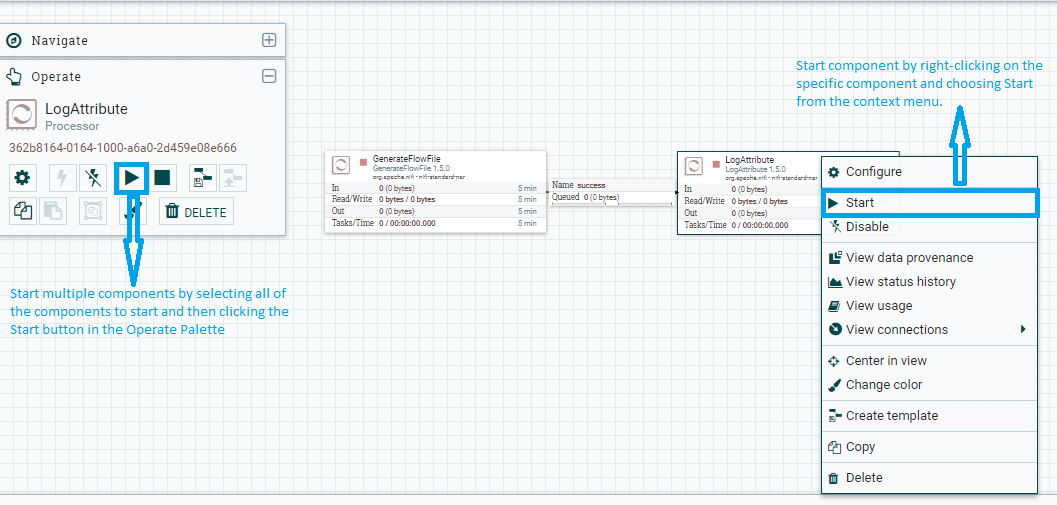 Navigate
Operate
LogAttribute
Processor
362b8164-0164-1000-a6a0-2d459e08e666
DELETE
Start multiple components by selecting all of
the components to start and then clicking the
Start button in the Operate Palette
GenerateFlowFile
GenerateFlowFile 1.5.0
org.apache.nifi - nifi-standard-nar
In 0 (0 bytes) 5 min
Read/Write 0 bytes / 0 bytes 5 min
Out 0 (0 bytes) 5 min
Tasks/Time 0 / 00:00:00.000 5 min
Name success
Queued 0 (0 bytes)
LogAttribute
LogAttribute 1.5.0
org.apache.nifi - nifi-standard-nar
In 0 (0 bytes)
Read/Write 0 bytes / 0 bytes
Out 0 (0 bytes)
Tasks/Time 0 / 00:00:00.000
Start component by right-clicking on the
specific component and choosing Start
from the context menu.
Configure
Start
Disable
View data provenance
View status history
View usage
View connections
Center in view
Change color
Create template
Copy
Delete